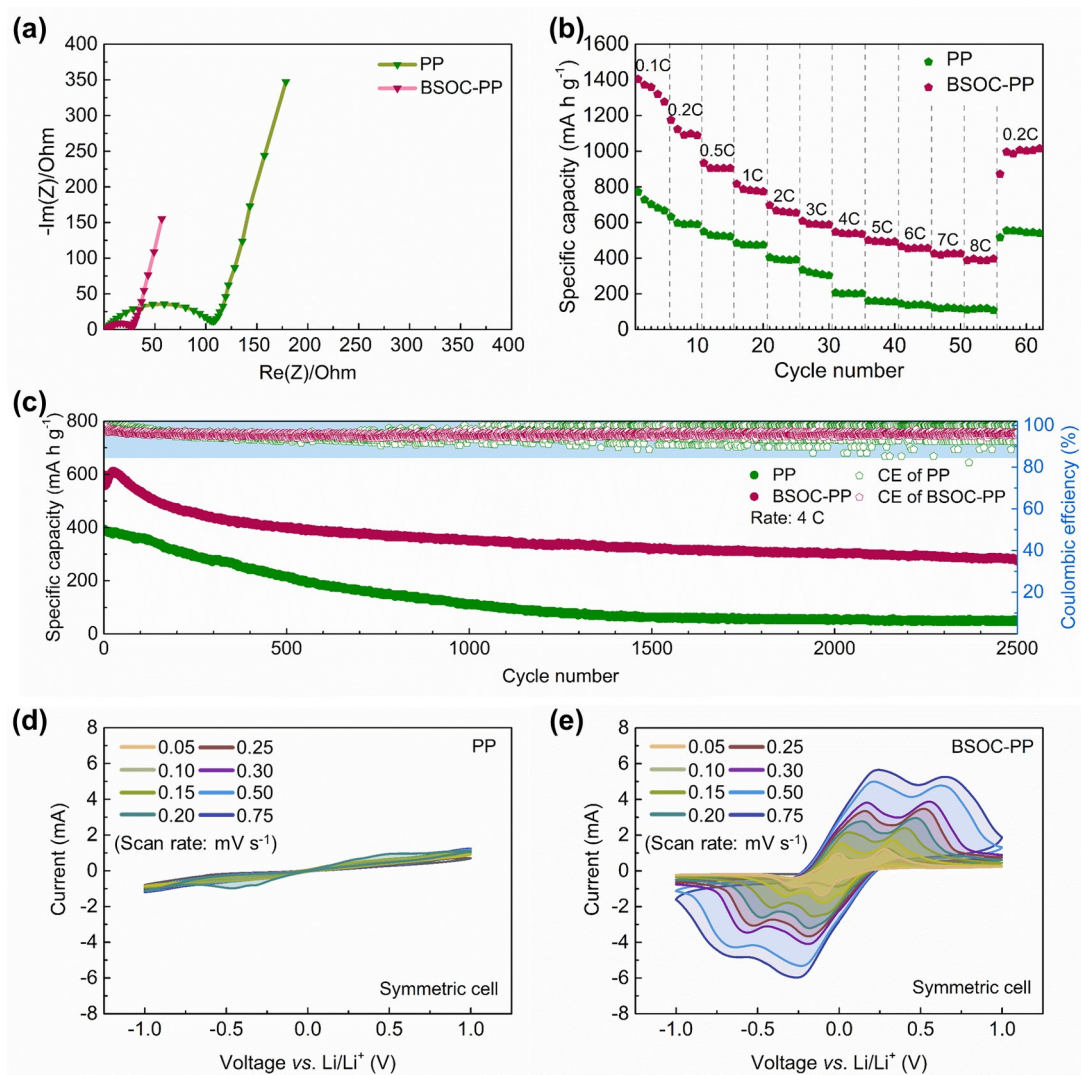 (a)
400
350
300
250
200
150
100
50
0
-Im(Z)/Ohm
PP
BSOC-PP
50 100 150 200 250 300 350 400
Re(Z)/Ohm
(b)
1600
1400
1200
1000
800
600
400
200
0
Specific capacity (mA h g⁻¹)
PP
BSOC-PP
0.1C
0.2C
0.5C
1C
2C
3C
4C
5C
6C
7C
8C
0.2C
10 20 30 40 50 60
Cycle number
(c)
800
600
400
200
0
Specific capacity (mA h g⁻¹)
PP
CE of PP
BSOC-PP
CE of BSOC-PP
Rate: 4 C
100
80
60
40
20
Coulombic effciency (%)
0 500 1000 1500 2000 2500
Cycle number
(d)
8
6
4
2
0
-2
-4
-6
-8
Current (mA)
0.05 0.25
0.10 0.30
0.15 0.50
0.20 0.75
(Scan rate: mV s⁻¹)
PP
Symmetric cell
-1.0 -0.5 0.0 0.5 1.0
Voltage vs. Li/Li⁺ (V)
(e)
8
6
4
2
0
-2
-4
-6
-8
Current (mA)
0.05 0.25
0.10 0.30
0.15 0.50
0.20 0.75
(Scan rate: mV s⁻¹)
BSOC-PP
Symmetric cell
-1.0 -0.5 0.0 0.5 1.0
Voltage vs. Li/Li⁺ (V)